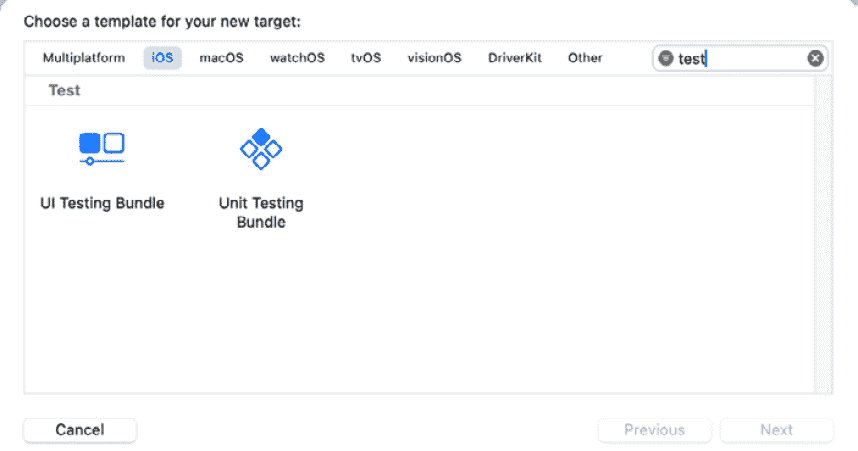 Choose a template for your new target:
Multiplatform iOS macOS watchOS tvOS visionOS DriverKit Other test
Test
UI Testing Bundle
Unit Testing
Bundle
Cancel Previous Next